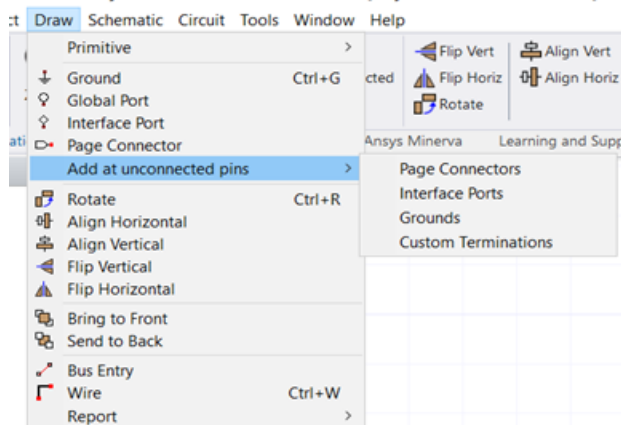 ct Draw Schematic Circuit Tools Window Help
Primitive >
Flip Vert Align Vert
Ground Ctrl+G
cted Flip Horiz Align Horiz
Global Port
Rotate
Interface Port
Page Connector
ati Ansys Minerva Learning and Supp
Add at unconnected pins >
Page Connectors
Interface Ports
Grounds
Custom Terminations
Rotate Ctrl+R
Align Horizontal
Align Vertical
Flip Vertical
Flip Horizontal
Bring to Front
Send to Back
Bus Entry
Wire Ctrl+W
Report >